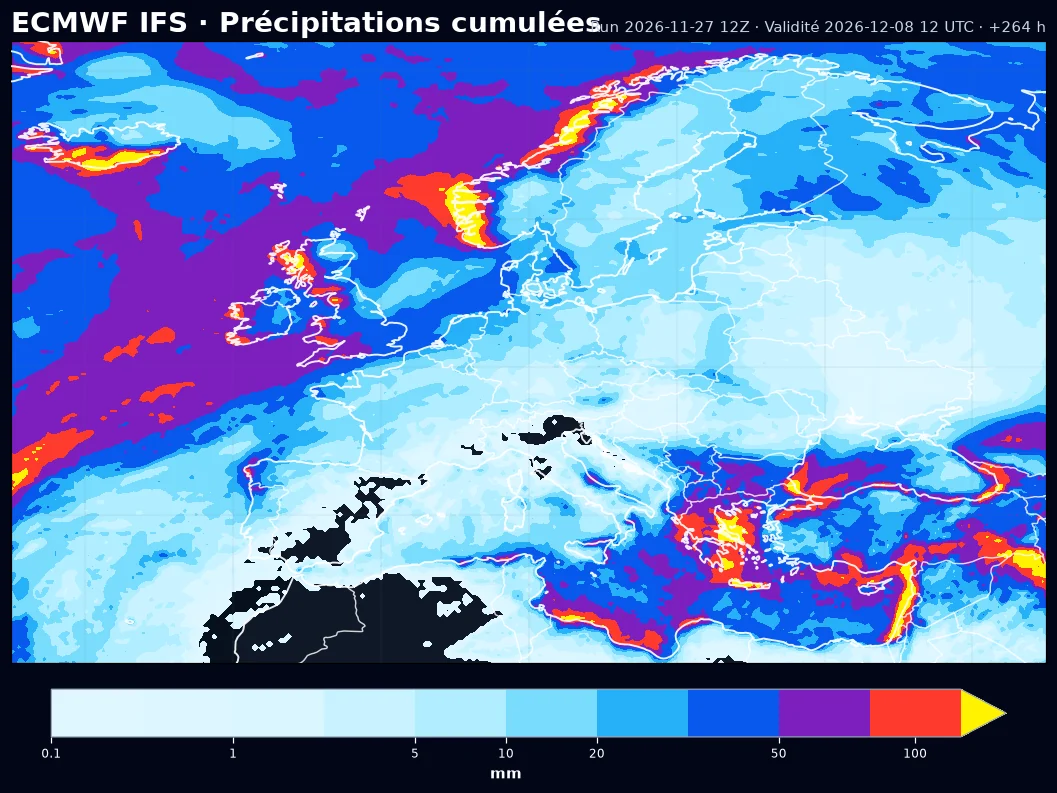 ECMWF IFS · Précipitations cumulées
Run 2026-11-27 12Z · Validité 2026-12-08 12 UTC · +264 h
0.1 1 5 10 20 50 100
mm